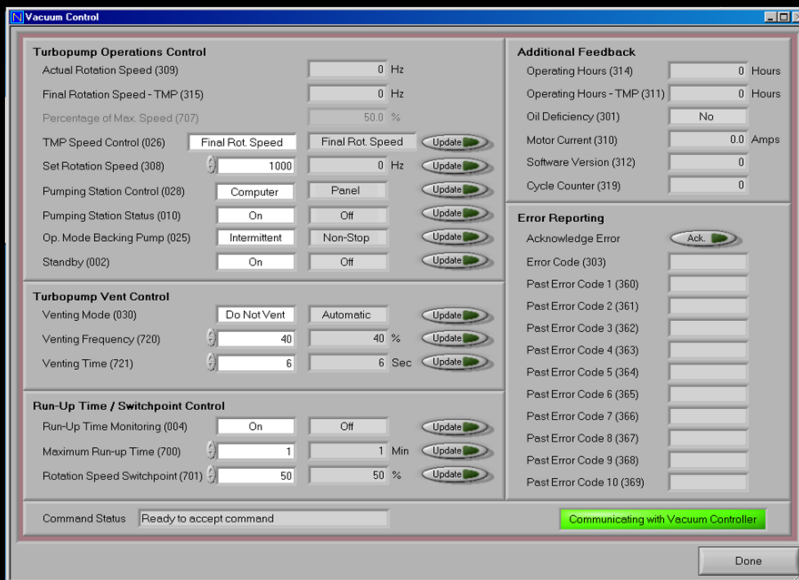 Vacuum Control
Turbopump Operations Control
Actual Rotation Speed (309) 0 Hz
Final Rotation Speed - TMP (315) 0 Hz
Percentage of Max. Speed (707) 50.0 %
TMP Speed Control (026) Final Rot. Speed Final Rot. Speed Update
Set Rotation Speed (308) 1000 0 Hz Update
Pumping Station Control (028) Computer Panel Update
Pumping Station Status (010) On Off Update
Op. Mode Backing Pump (025) Intermittent Non-Stop Update
Standby (002) On Off Update
Turbopump Vent Control
Venting Mode (030) Do Not Vent Automatic Update
Venting Frequency (720) 40 40 % Update
Venting Time (721) 6 6 Sec Update
Run-Up Time / Switchpoint Control
Run-Up Time Monitoring (004) On Off Update
Maximum Run-up Time (700) 1 1 Min Update
Rotation Speed Switchpoint (701) 50 50 % Update
Additional Feedback
Operating Hours (314) 0 Hours
Operating Hours - TMP (311) 0 Hours
Oil Deficiency (301) No
Motor Current (310) 0.0 Amps
Software Version (312) 0
Cycle Counter (319) 0
Error Reporting
Acknowledge Error Ack.
Error Code (303)
Past Error Code 1 (360)
Past Error Code 2 (361)
Past Error Code 3 (362)
Past Error Code 4 (363)
Past Error Code 5 (364)
Past Error Code 6 (365)
Past Error Code 7 (366)
Past Error Code 8 (367)
Past Error Code 9 (368)
Past Error Code 10 (369)
Command Status Ready to accept command
Communicating with Vacuum Controller
Done